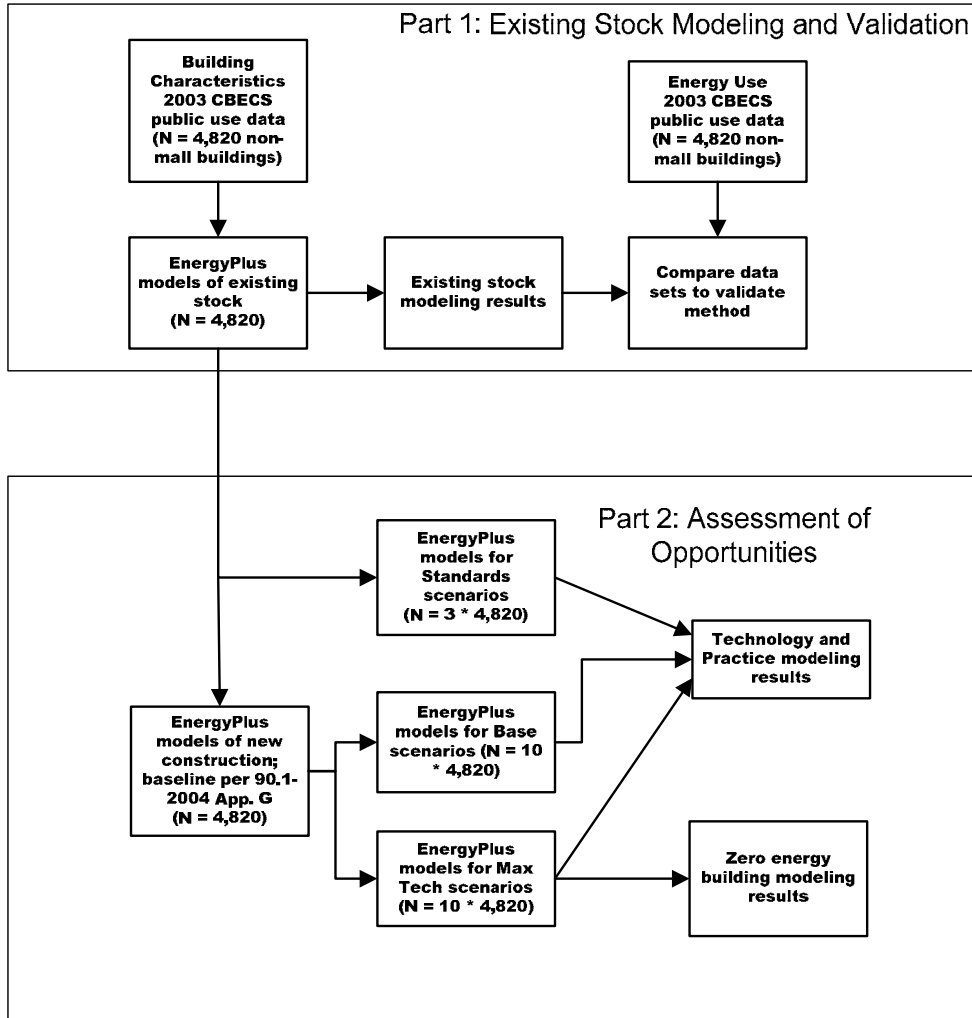 Part 1: Existing Stock Modeling and Validation
Building
Characteristics
2003 CBECS
public use data
(N = 4,820 non-
mall buildings)
Energy Use
2003 CBECS
public use data
(N = 4,820 non-
mall buildings)
EnergyPlus
models of existing
stock
(N = 4,820)
Existing stock
modeling results
Compare data
sets to validate
method
Part 2: Assessment of
Opportunities
EnergyPlus
models for
Standards
scenarios
(N = 3 * 4,820)
Technology and
Practice modeling
results
EnergyPlus
models of new
construction;
baseline per 90.1-
2004 App. G
(N = 4,820)
EnergyPlus
models for Base
scenarios (N = 10
* 4,820)
EnergyPlus
models for Max
Tech scenarios
(N = 10 * 4,820)
Zero energy
building modeling
results